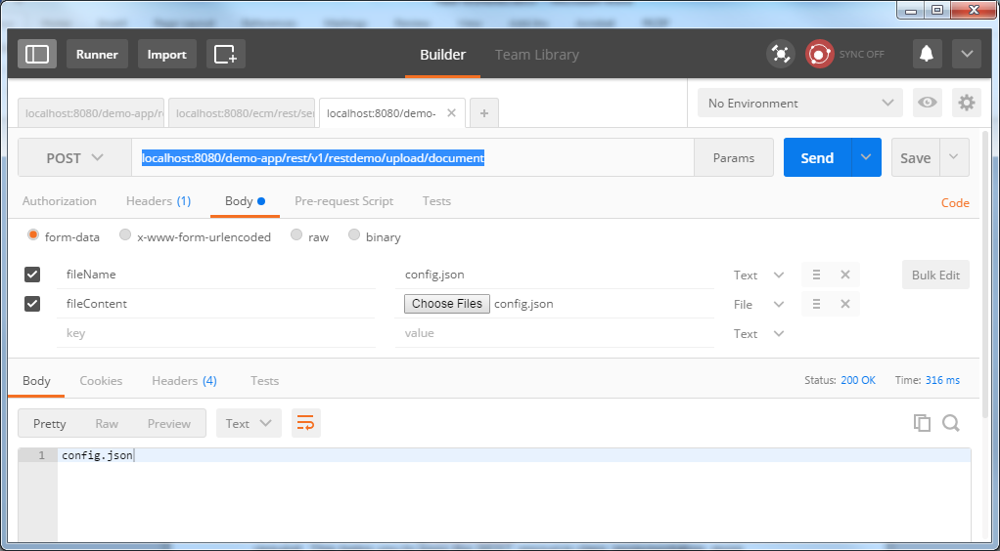 Runner Import Builder Team Library SYNC OFF
localhost:8080/demo-app/r localhost:8080/ecm/rest/ser localhost:8080/demo- No Environment
POST localhost:8080/demo-app/rest/v1/restdemo/upload/document Params Send Save
Authorization Headers (1) Body Pre-request Script Tests Code
form-data x-www-form-urlencoded raw binary
fileName config.json Text Bulk Edit
fileContent Choose Files config.json File
key value Text
Body Cookies Headers (4) Tests Status: 200 OK Time: 316 ms
Pretty Raw Preview Text
1 config.json